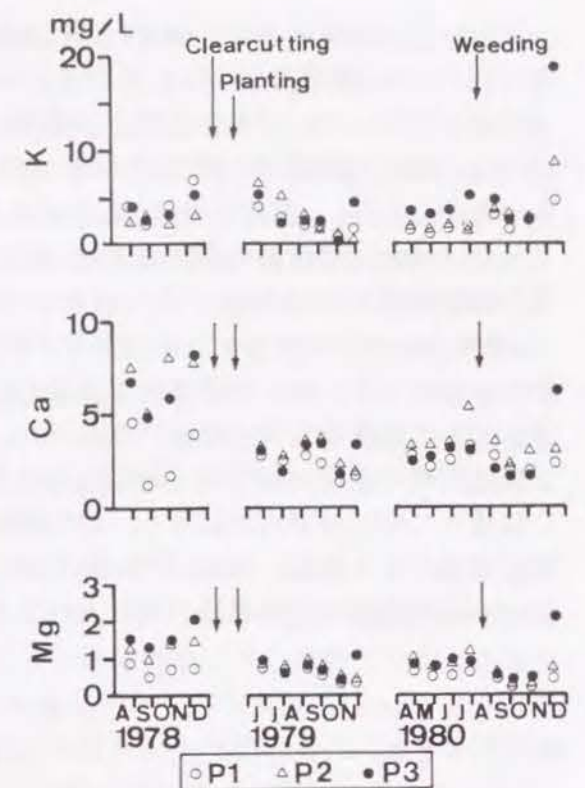 mg/L
Clearcutting
Weeding
Planting
20
10
0
K
10
5
0
Ca
3
2
1
0
Mg
A S O N D
J J A S O N
A M J J A S O N D
1978
1979
1980
○ P1 △ P2 ● P3